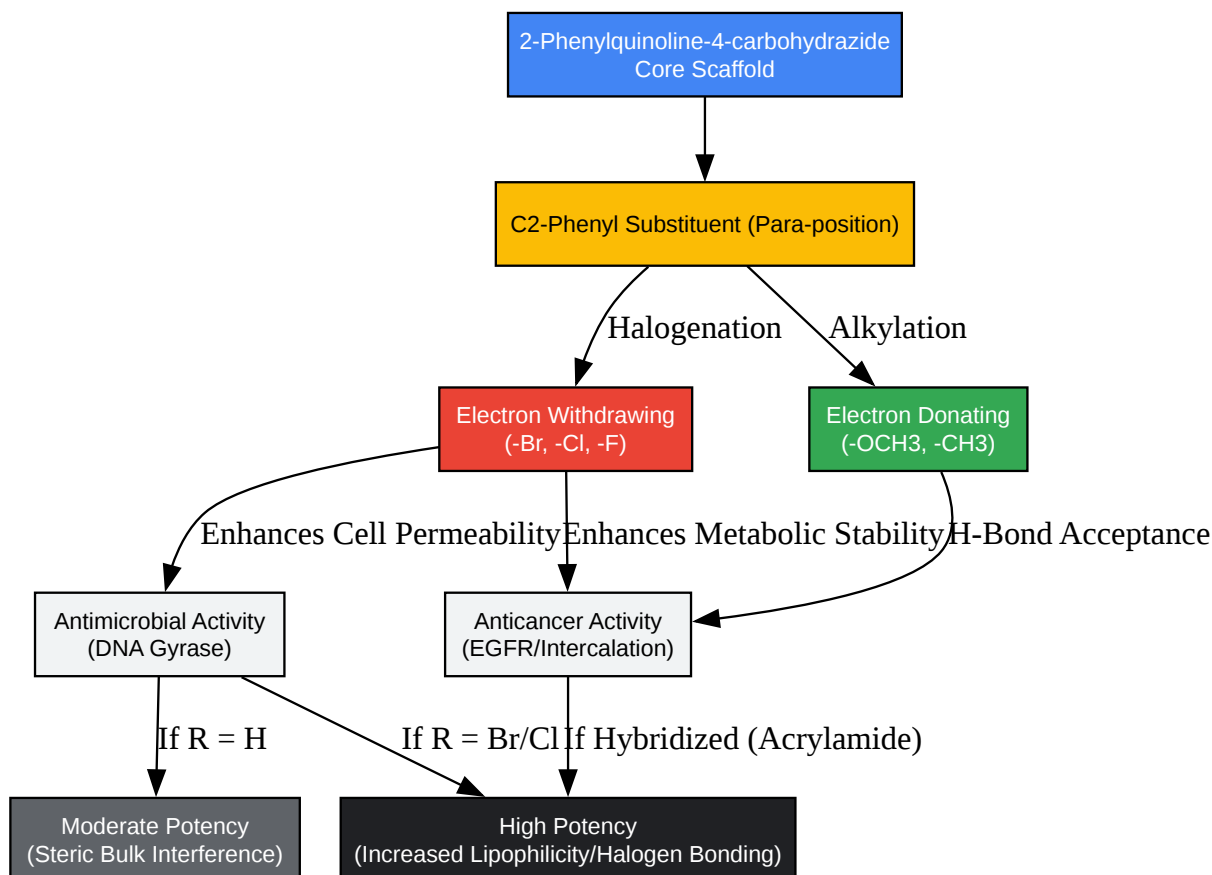 2-Phenylquinoline-4-carbohydrazide
Core Scaffold
C2-Phenyl Substituent (Para-position)
Halogenation
Alkylation
Electron Withdrawing
(-Br, -Cl, -F)
Electron Donating
(-OCH3, -CH3)
Enhances Cell Permeability
Enhances Metabolic Stability
H-Bond Acceptance
Antimicrobial Activity
(DNA Gyrase)
Anticancer Activity
(EGFR/Intercalation)
If R = H
If R = Br/Cl
If Hybridized (Acrylamide)
Moderate Potency
(Steric Bulk Interference)
High Potency
(Increased Lipophilicity/Halogen Bonding)